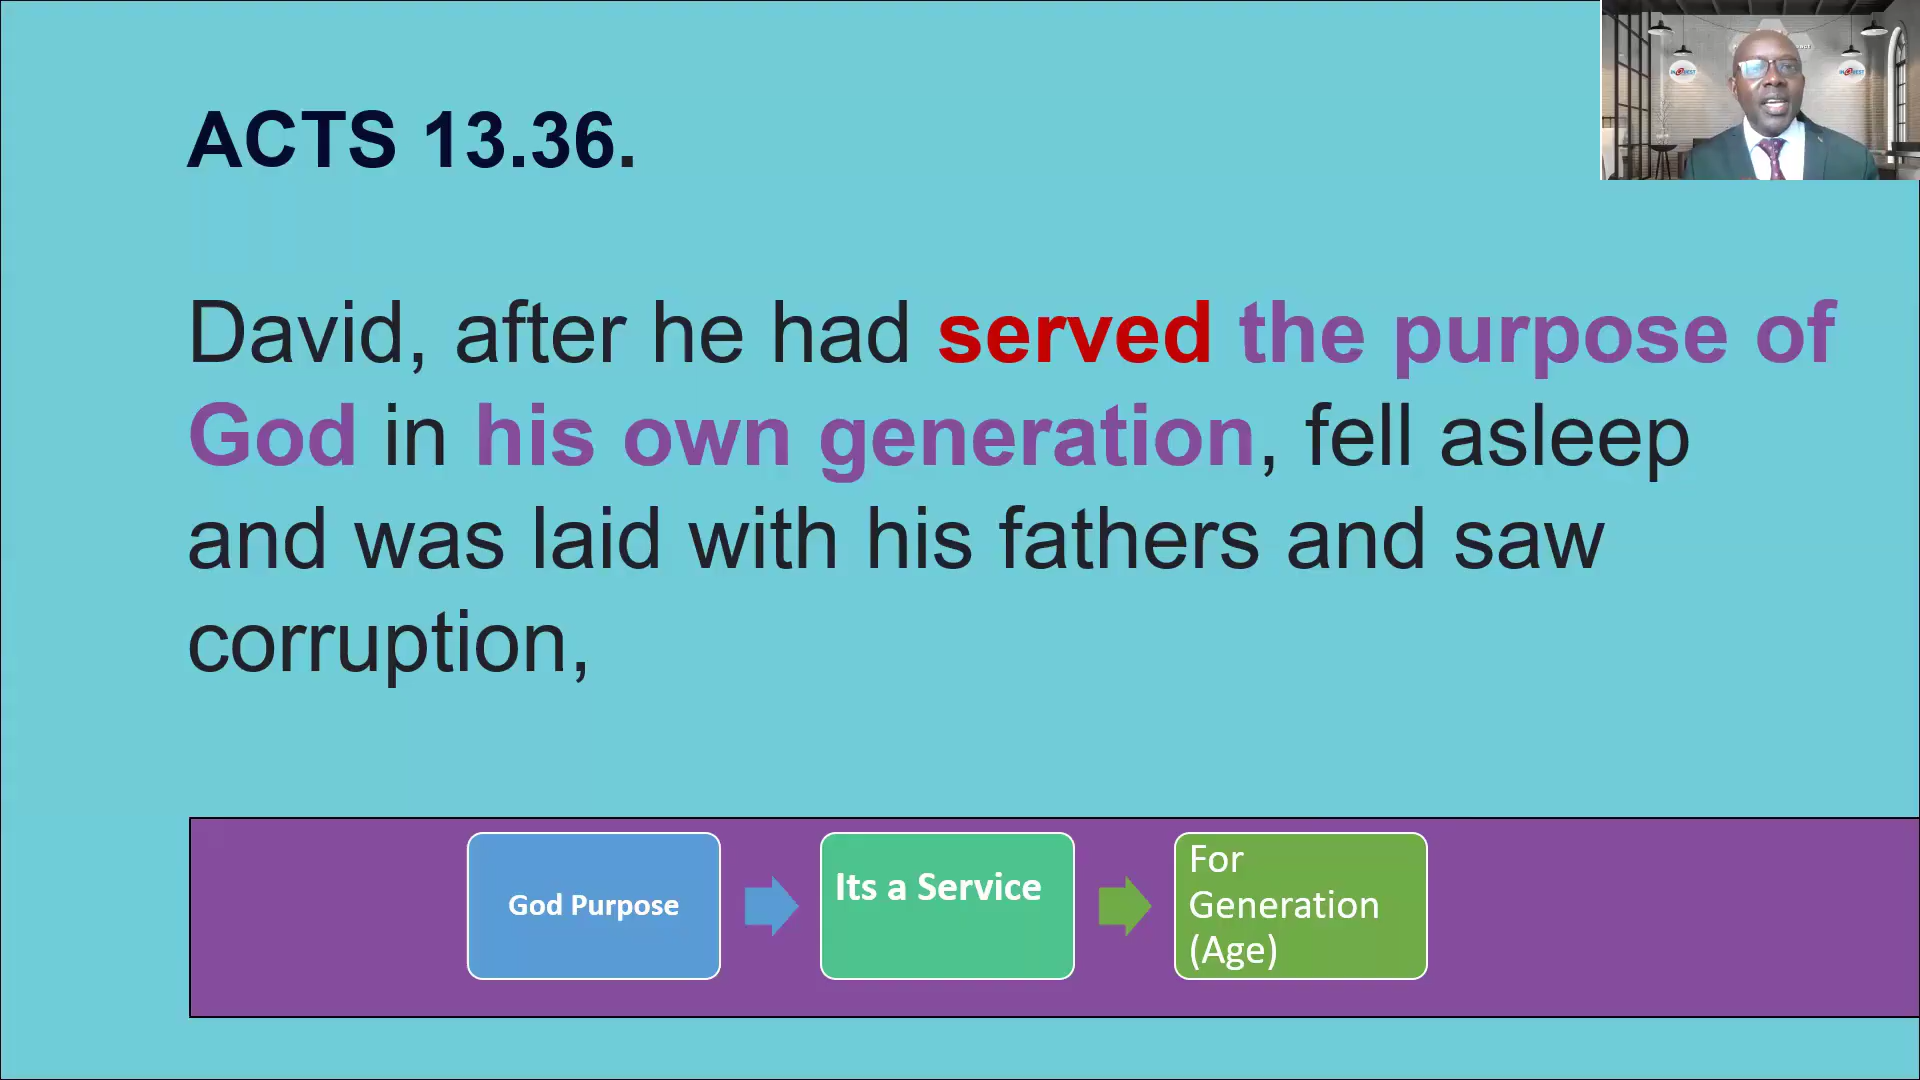 ACTS 13.36.
David, after he had served the purpose of
God in his own generation, fell asleep
and was laid with his fathers and saw
corruption,
God Purpose
Its a Service
For
Generation
(Age)